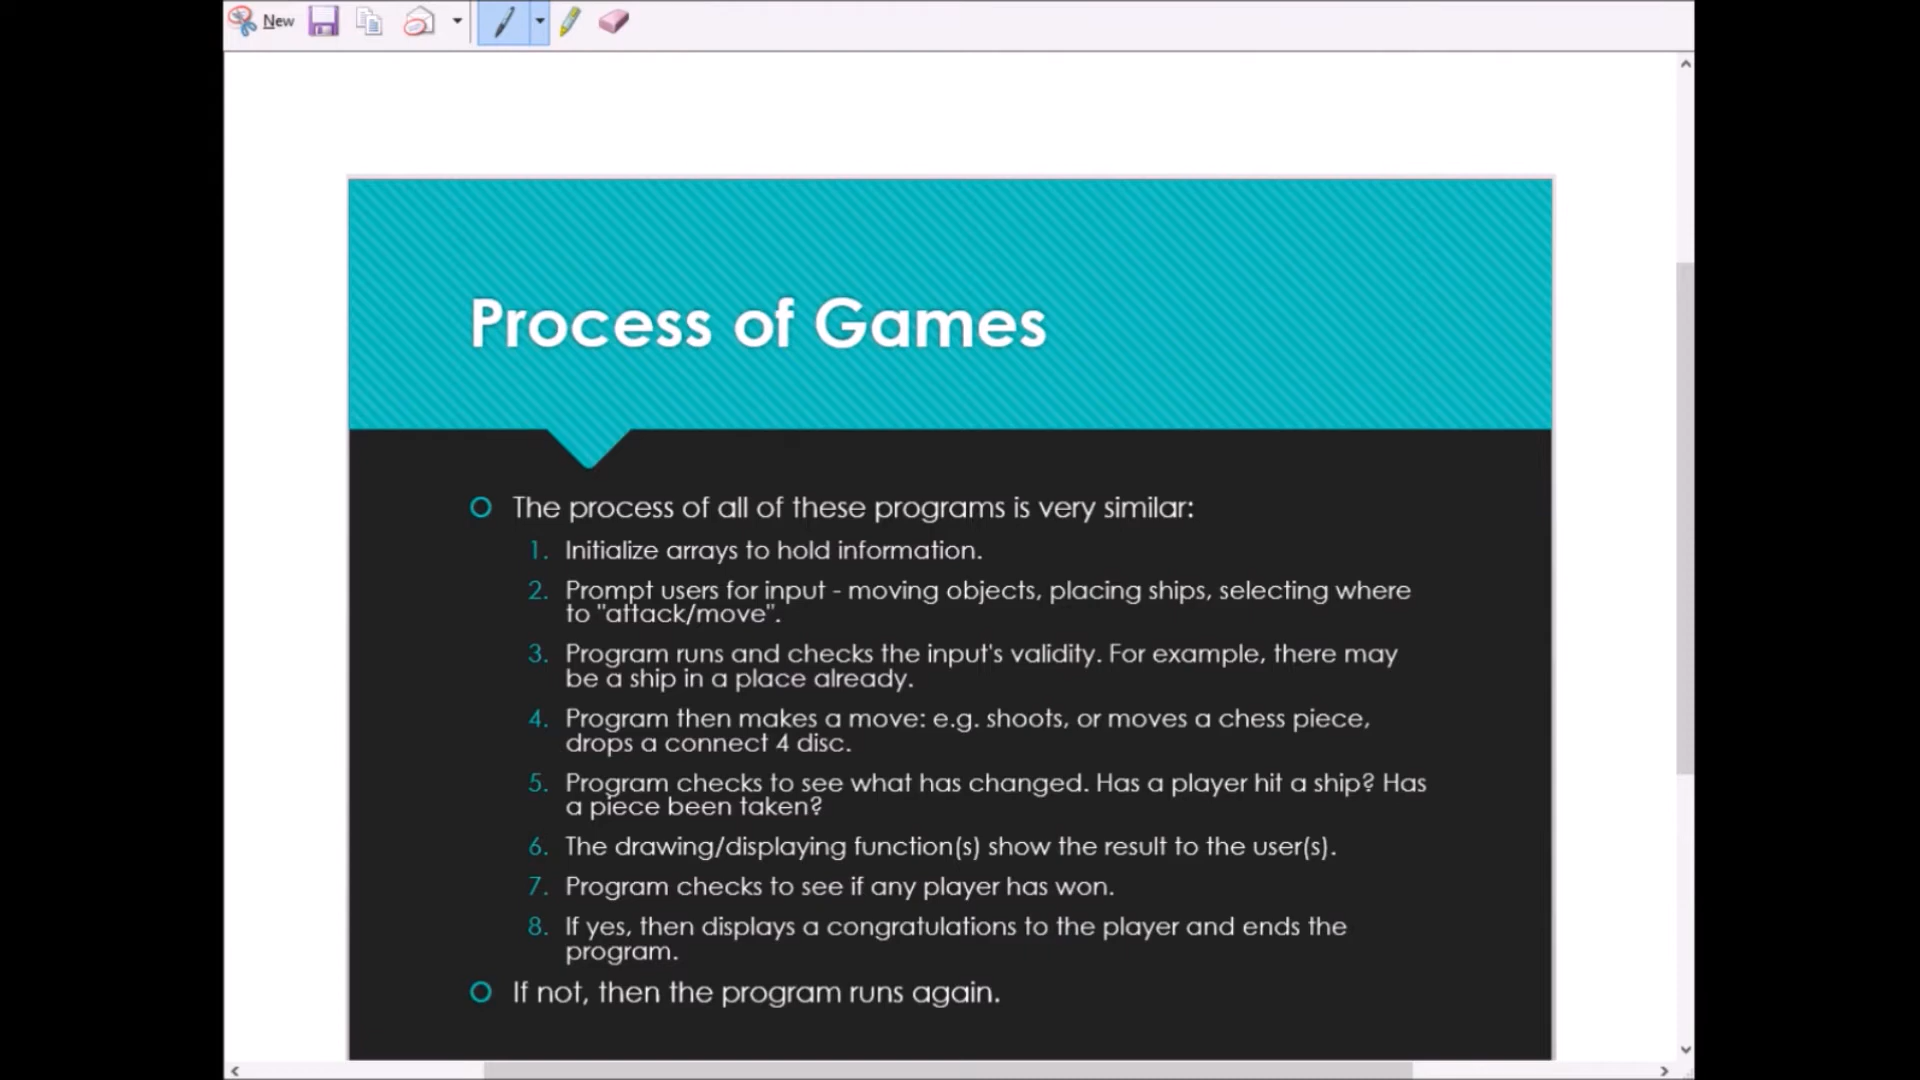 New
Process of Games
The process of all of these programs is very similar:
1. Initialize arrays to hold information.
2. Prompt users for input - moving objects, placing ships, selecting where
to "attack/move".
3. Program runs and checks the input's validity. For example, there may
be a ship in a place already.
4. Program then makes a move: e.g. shoots, or moves a chess piece,
drops a connect 4 disc.
5. Program checks to see what has changed. Has a player hit a ship? Has
a piece been taken?
6. The drawing/displaying function(s) show the result to the user(s).
7. Program checks to see if any player has won.
8. If yes, then displays a congratulations to the player and ends the
program.
If not, then the program runs again.